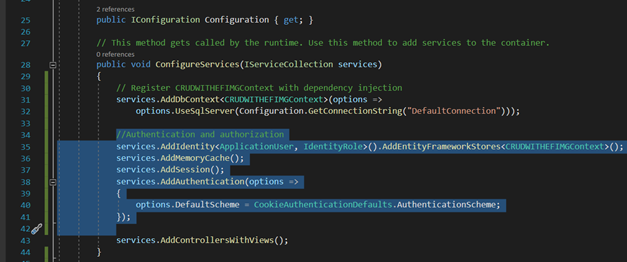 2 references
25 public IConfiguration Configuration { get; }
26
27 // This method gets called by the runtime. Use this method to add services to the container.
0 references
28 public void ConfigureServices(IServiceCollection services)
29 {
30 // Register CRUDWITHEFIMGContext with dependency injection
31 services.AddDbContext<CRUDWITHEFIMGContext>(options =>
32 options.UseSqlServer(Configuration.GetConnectionString("DefaultConnection")));
33
34 //Authentication and authorization
35 services.AddIdentity<ApplicationUser, IdentityRole>().AddEntityFrameworkStores<CRUDWITHEFIMGContext>();
36 services.AddMemoryCache();
37 services.AddSession();
38 services.AddAuthentication(options =>
39 {
40 options.DefaultScheme = CookieAuthenticationDefaults.AuthenticationScheme;
41 });
42
43 services.AddControllersWithViews();
44 }